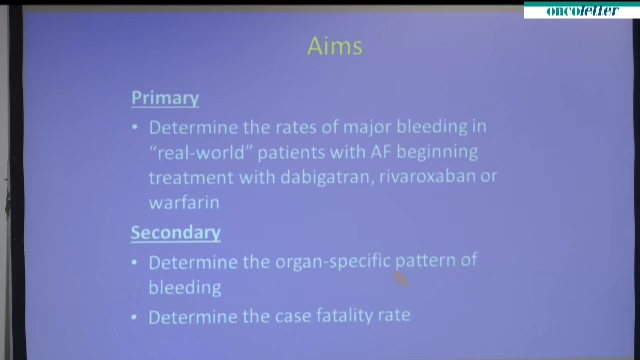 oncoletter
Aims
Primary
• Determine the rates of major bleeding in
"real-world" patients with AF beginning
treatment with dabigatran, rivaroxaban or
warfarin
Secondary
• Determine the organ-specific pattern of
bleeding
• Determine the case fatality rate